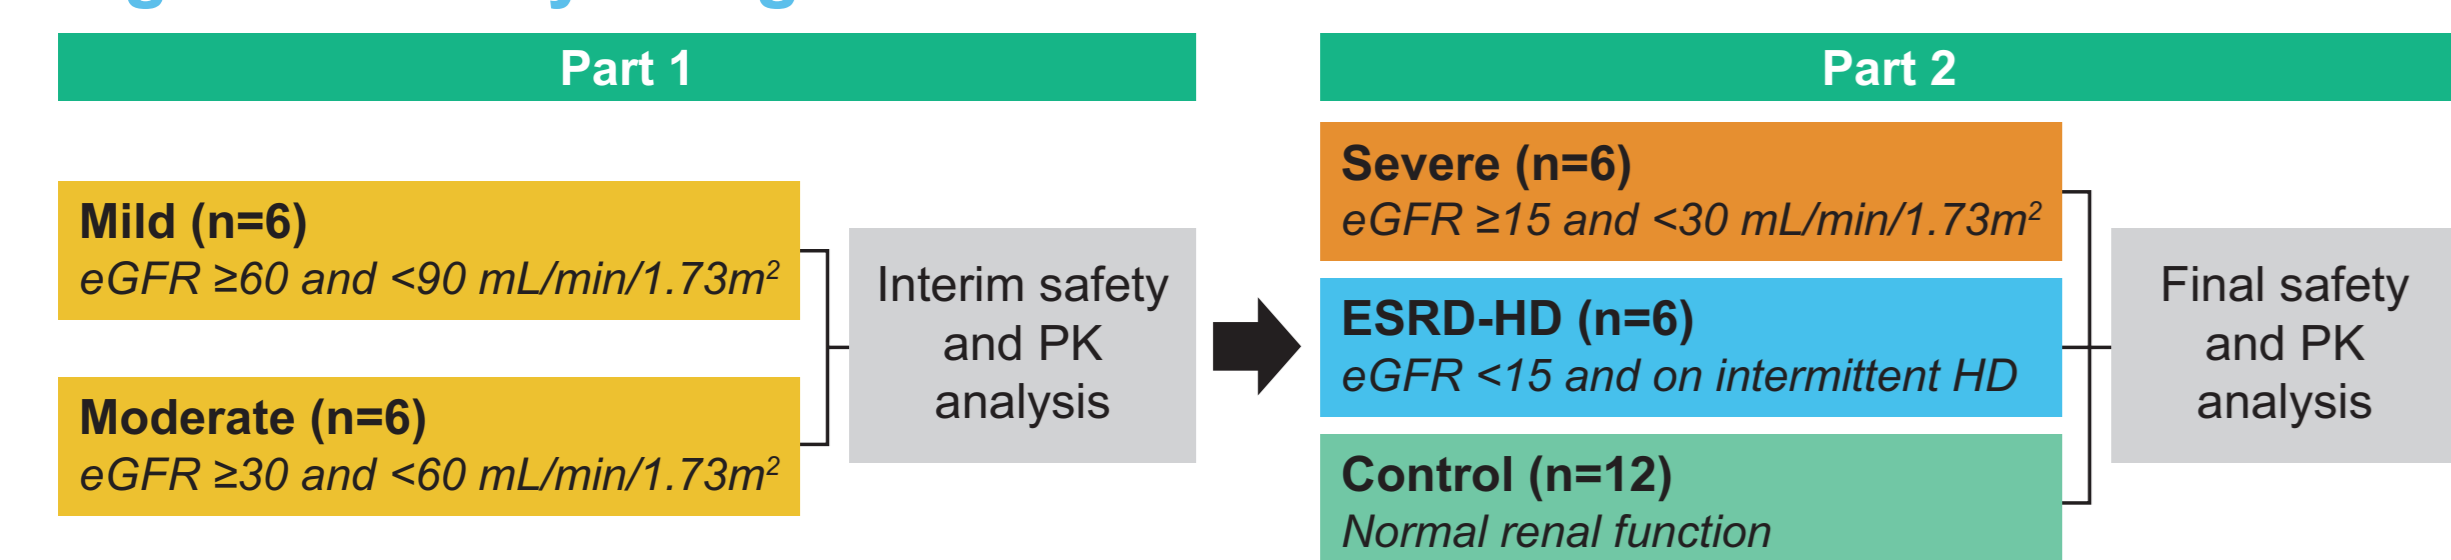 Part 1
Mild (n=6)
eGFR ≥60 and <90 mL/min/1.73m²
Moderate (n=6)
eGFR ≥30 and <60 mL/min/1.73m²
Interim safety
and PK
analysis
Part 2
Severe (n=6)
eGFR ≥15 and <30 mL/min/1.73m²
ESRD-HD (n=6)
eGFR <15 and on intermittent HD
Control (n=12)
Normal renal function
Final safety
and PK
analysis